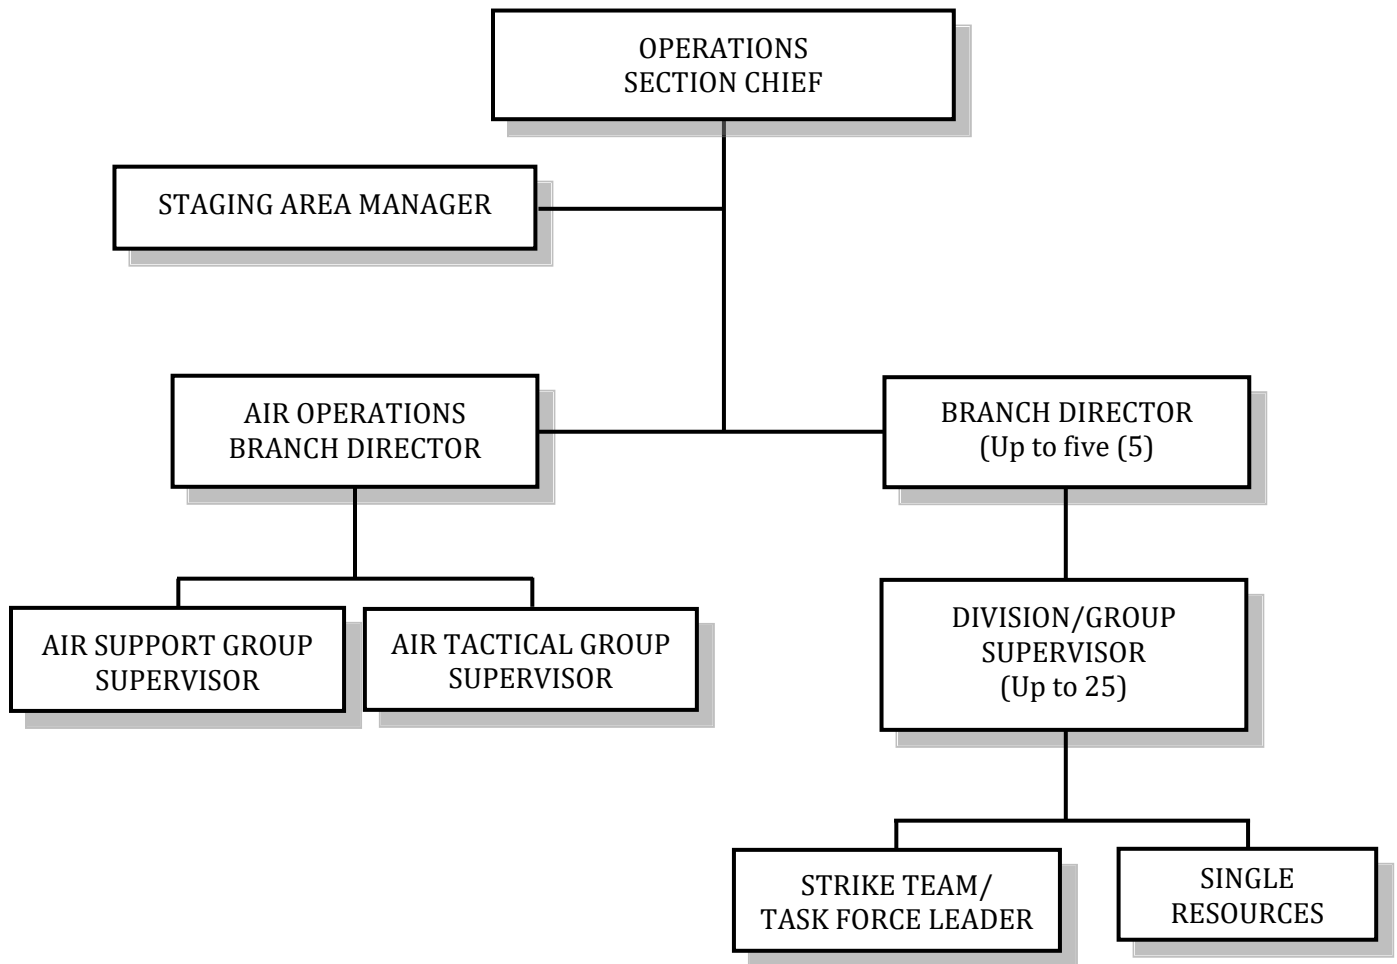 OPERATIONS
SECTION CHIEF
STAGING AREA MANAGER
AIR OPERATIONS
BRANCH DIRECTOR
BRANCH DIRECTOR
(Up to five (5)
AIR SUPPORT GROUP
SUPERVISOR
AIR TACTICAL GROUP
SUPERVISOR
DIVISION/GROUP
SUPERVISOR
(Up to 25)
STRIKE TEAM/
TASK FORCE LEADER
SINGLE
RESOURCES